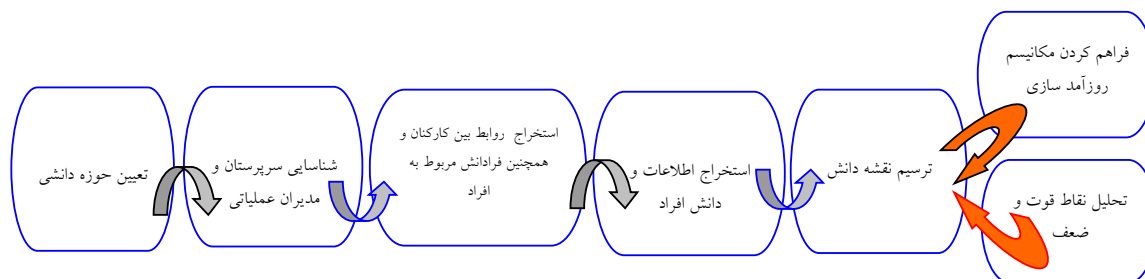 تعیین حوزه دانشی
شناسایی سرپرستان و
مدیران عملیاتی
استخراج روابط بین کارکنان و
همچنین فرادانش مربوط به
افراد
استخراج اطلاعات و
دانش افراد
ترسیم نقشه دانش
فراهم کردن مکانیسم
روزآمد سازی
تحلیل نقاط قوت و
ضعف